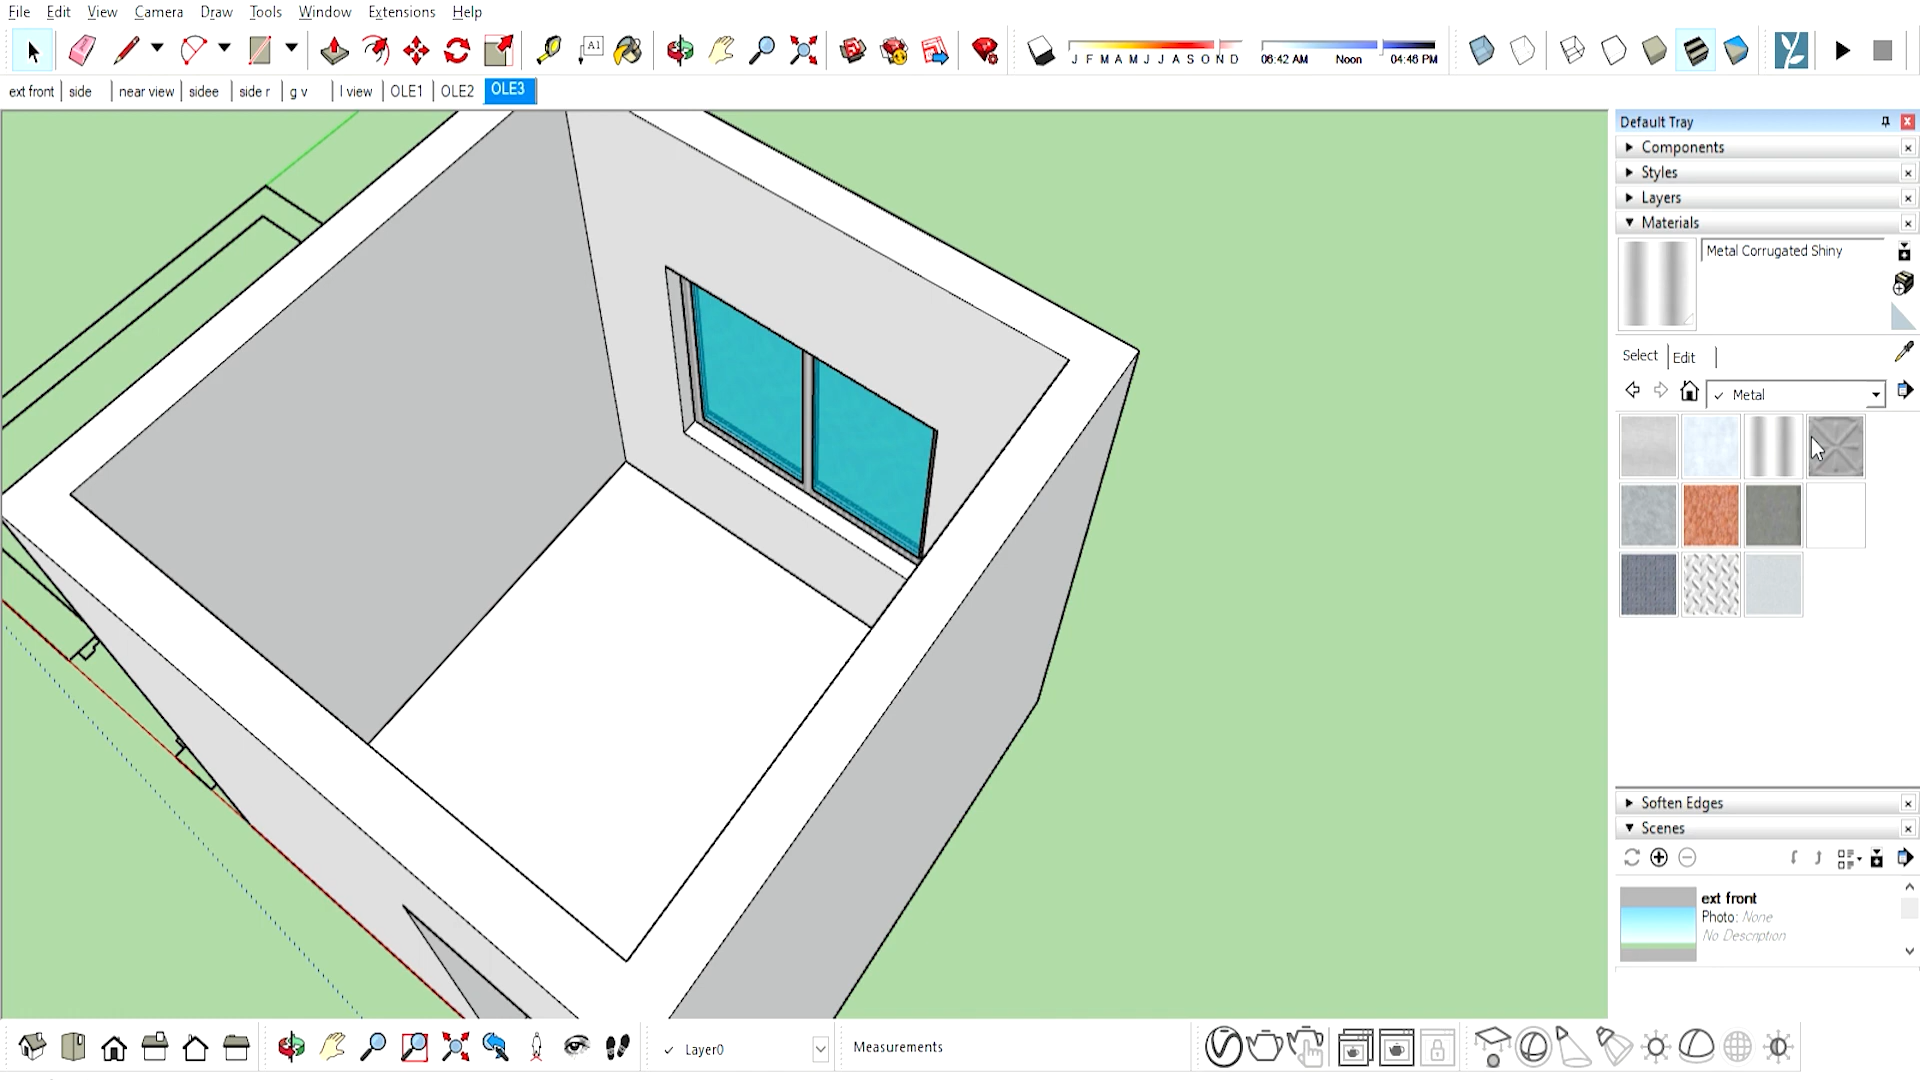 File Edit View Camera Draw Tools Window Extensions Help
A1
J F M A M J J A S O N D 06:42 AM Noon 04:46 PM
ext front side near view sidee side r g v l view OLE1 OLE2 OLE3
Default Tray
Components
Styles
Layers
Materials
Metal Corrugated Shiny
Select Edit
Metal
Soften Edges
Scenes
ext front
Photo: None
No Description
Layer0
Measurements